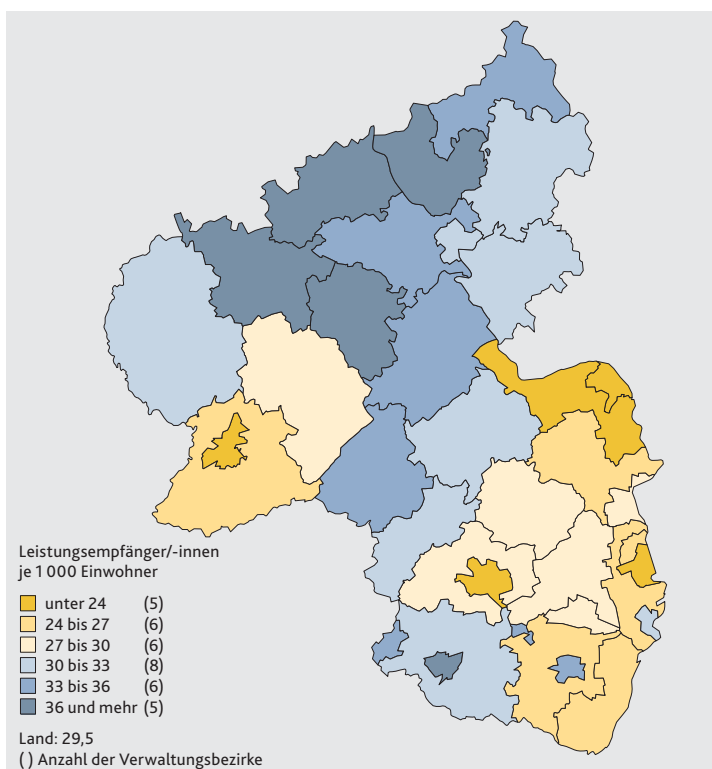 Leistungsempfänger/-innen
je 1 000 Einwohner
unter 24 (5)
24 bis 27 (6)
27 bis 30 (6)
30 bis 33 (8)
33 bis 36 (6)
36 und mehr (5)
Land: 29,5
( ) Anzahl der Verwaltungsbezirke